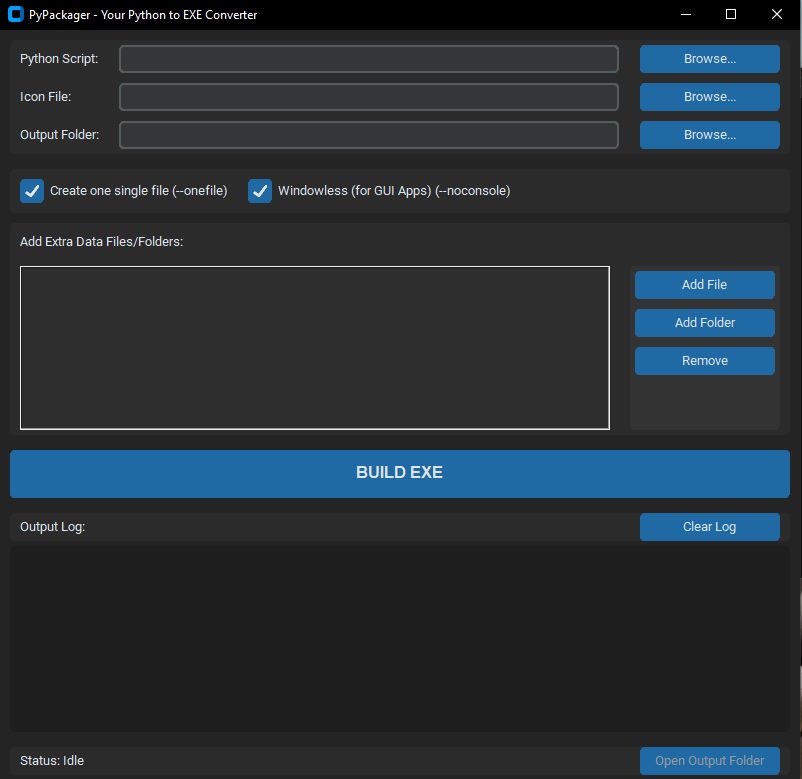 PyPackager - Your Python to EXE Converter
Python Script: Browse...
Icon File: Browse...
Output Folder: Browse...
Create one single file (--onefile) Windowless (for GUI Apps) (--noconsole)
Add Extra Data Files/Folders:
Add File
Add Folder
Remove
BUILD EXE
Output Log: Clear Log
Status: Idle Open Output Folder